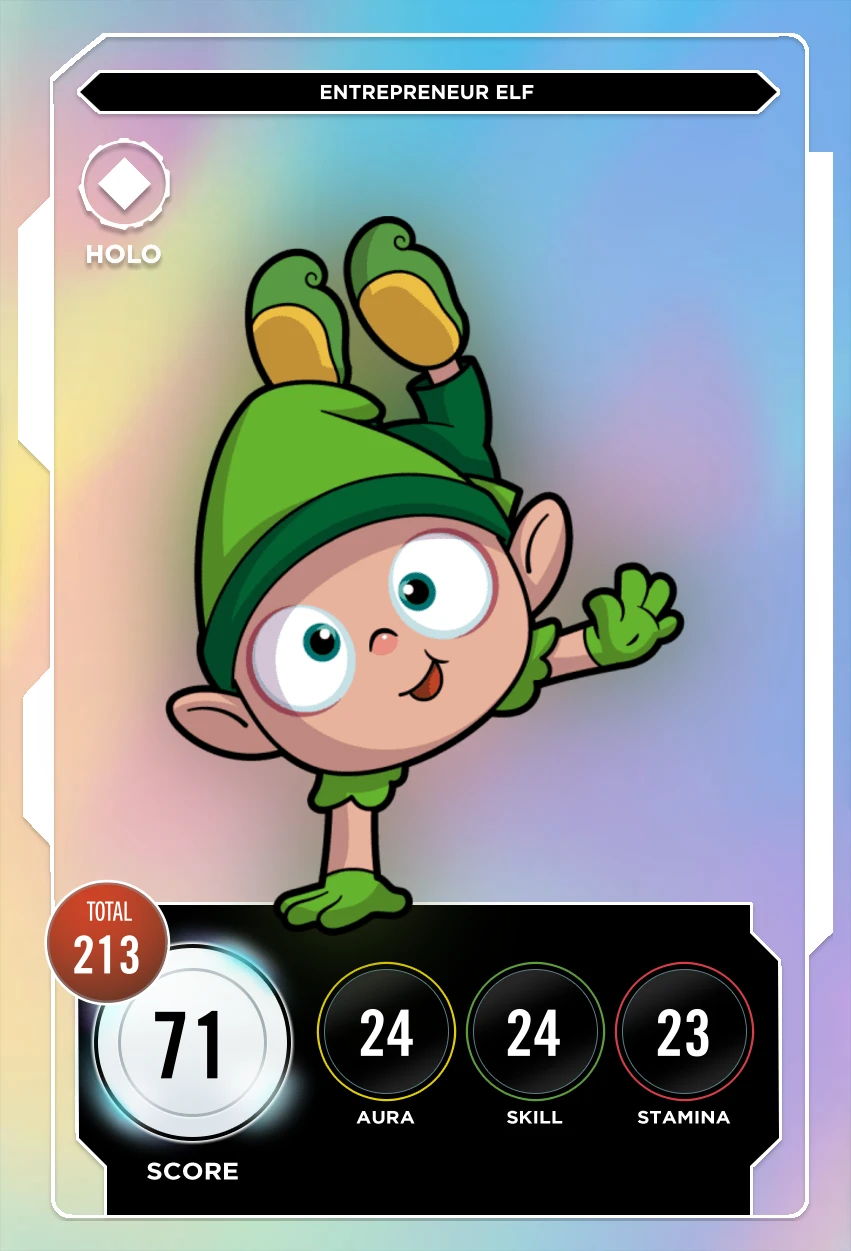 ENTREPRENEUR ELF
HOLO
TOTAL
213
71
SCORE
24
AURA
24
SKILL
23
STAMINA